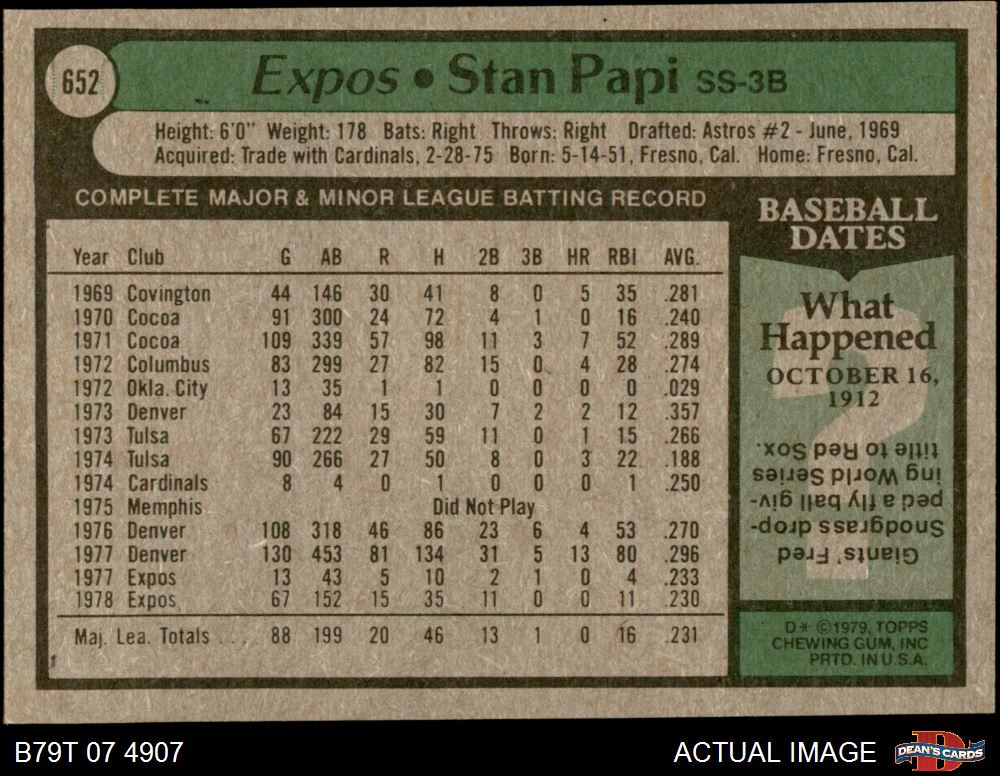 652
Expos • Stan Papi SS-3B
Height: 6'0" Weight: 178 Bats: Right Throws: Right Drafted: Astros #2 - June, 1969
Acquired: Trade with Cardinals, 2-28-75 Born: 5-14-51, Fresno, Cal. Home: Fresno, Cal.
COMPLETE MAJOR & MINOR LEAGUE BATTING RECORD
Year Club G AB R H 2B 3B HR RBI AVG.
1969 Covington 44 146 30 41 8 0 5 35 .281
1970 Cocoa 91 300 24 72 4 1 0 16 .240
1971 Cocoa 109 339 57 98 11 3 7 52 .289
1972 Columbus 83 299 27 82 15 0 4 28 .274
1972 Okla. City 13 35 1 1 0 0 0 0 .029
1973 Denver 23 84 15 30 7 2 2 12 .357
1973 Tulsa 67 222 29 59 11 0 1 15 .266
1974 Tulsa 90 266 27 50 8 0 3 22 .188
1974 Cardinals 8 4 0 1 0 0 0 1 .250
1975 Memphis Did Not Play
1976 Denver 108 318 46 86 23 6 4 53 .270
1977 Denver 130 453 81 134 31 5 13 80 .296
1977 Expos 13 43 5 10 2 1 0 4 .233
1978 Expos 67 152 15 35 11 0 0 11 .230
Maj. Lea. Totals ... 88 199 20 46 13 1 0 16 .231
BASEBALL
DATES
What
Happened
OCTOBER 16,
1912
Giants' Fred
Snodgrass drop-
ped a fly ball giv-
ing World Series
title to Red Sox.
D* ©1979, TOPPS
CHEWING GUM, INC
PRTD. IN U.S.A.
B79T 07 4907
ACTUAL IMAGE
DEAN'S CARDS